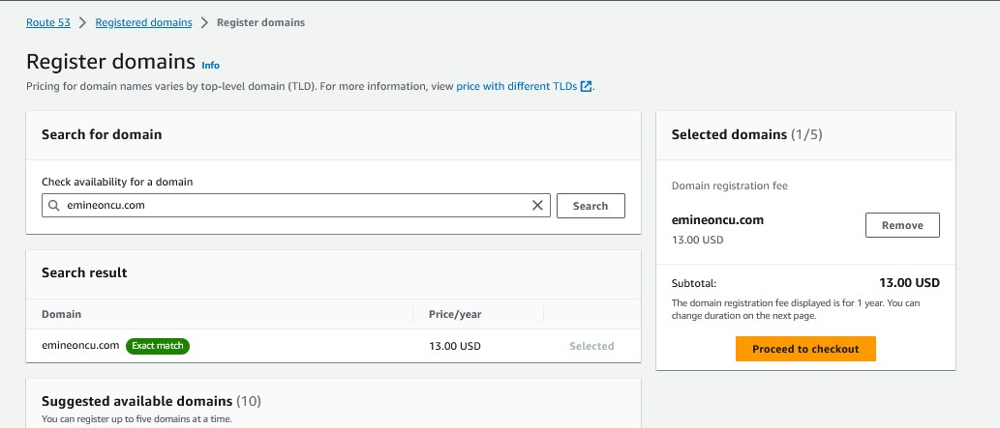 Route 53 > Registered domains > Register domains
Register domains Info
Pricing for domain names varies by top-level domain (TLD). For more information, view price with different TLDs.
Search for domain
Check availability for a domain
emineoncu.com
Search
Search result
Domain Price/year
emineoncu.com Exact match 13.00 USD Selected
Suggested available domains (10)
You can register up to five domains at a time.
Selected domains (1/5)
Domain registration fee
emineoncu.com
Remove
13.00 USD
Subtotal: 13.00 USD
The domain registration fee displayed is for 1 year. You can
change duration on the next page.
Proceed to checkout